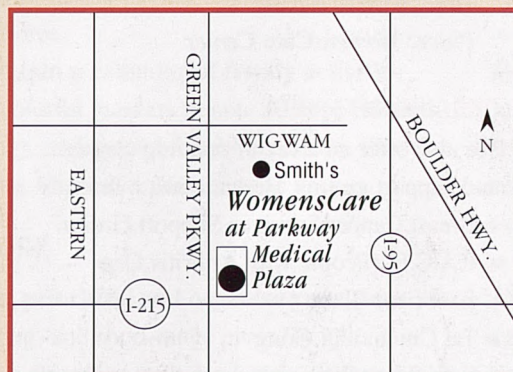 GREEN VALLEY PKWY.
EASTERN
WIGWAM
Smith's
WomensCare
at Parkway
Medical
Plaza
BOULDER HWY.
N
I-95
I-215